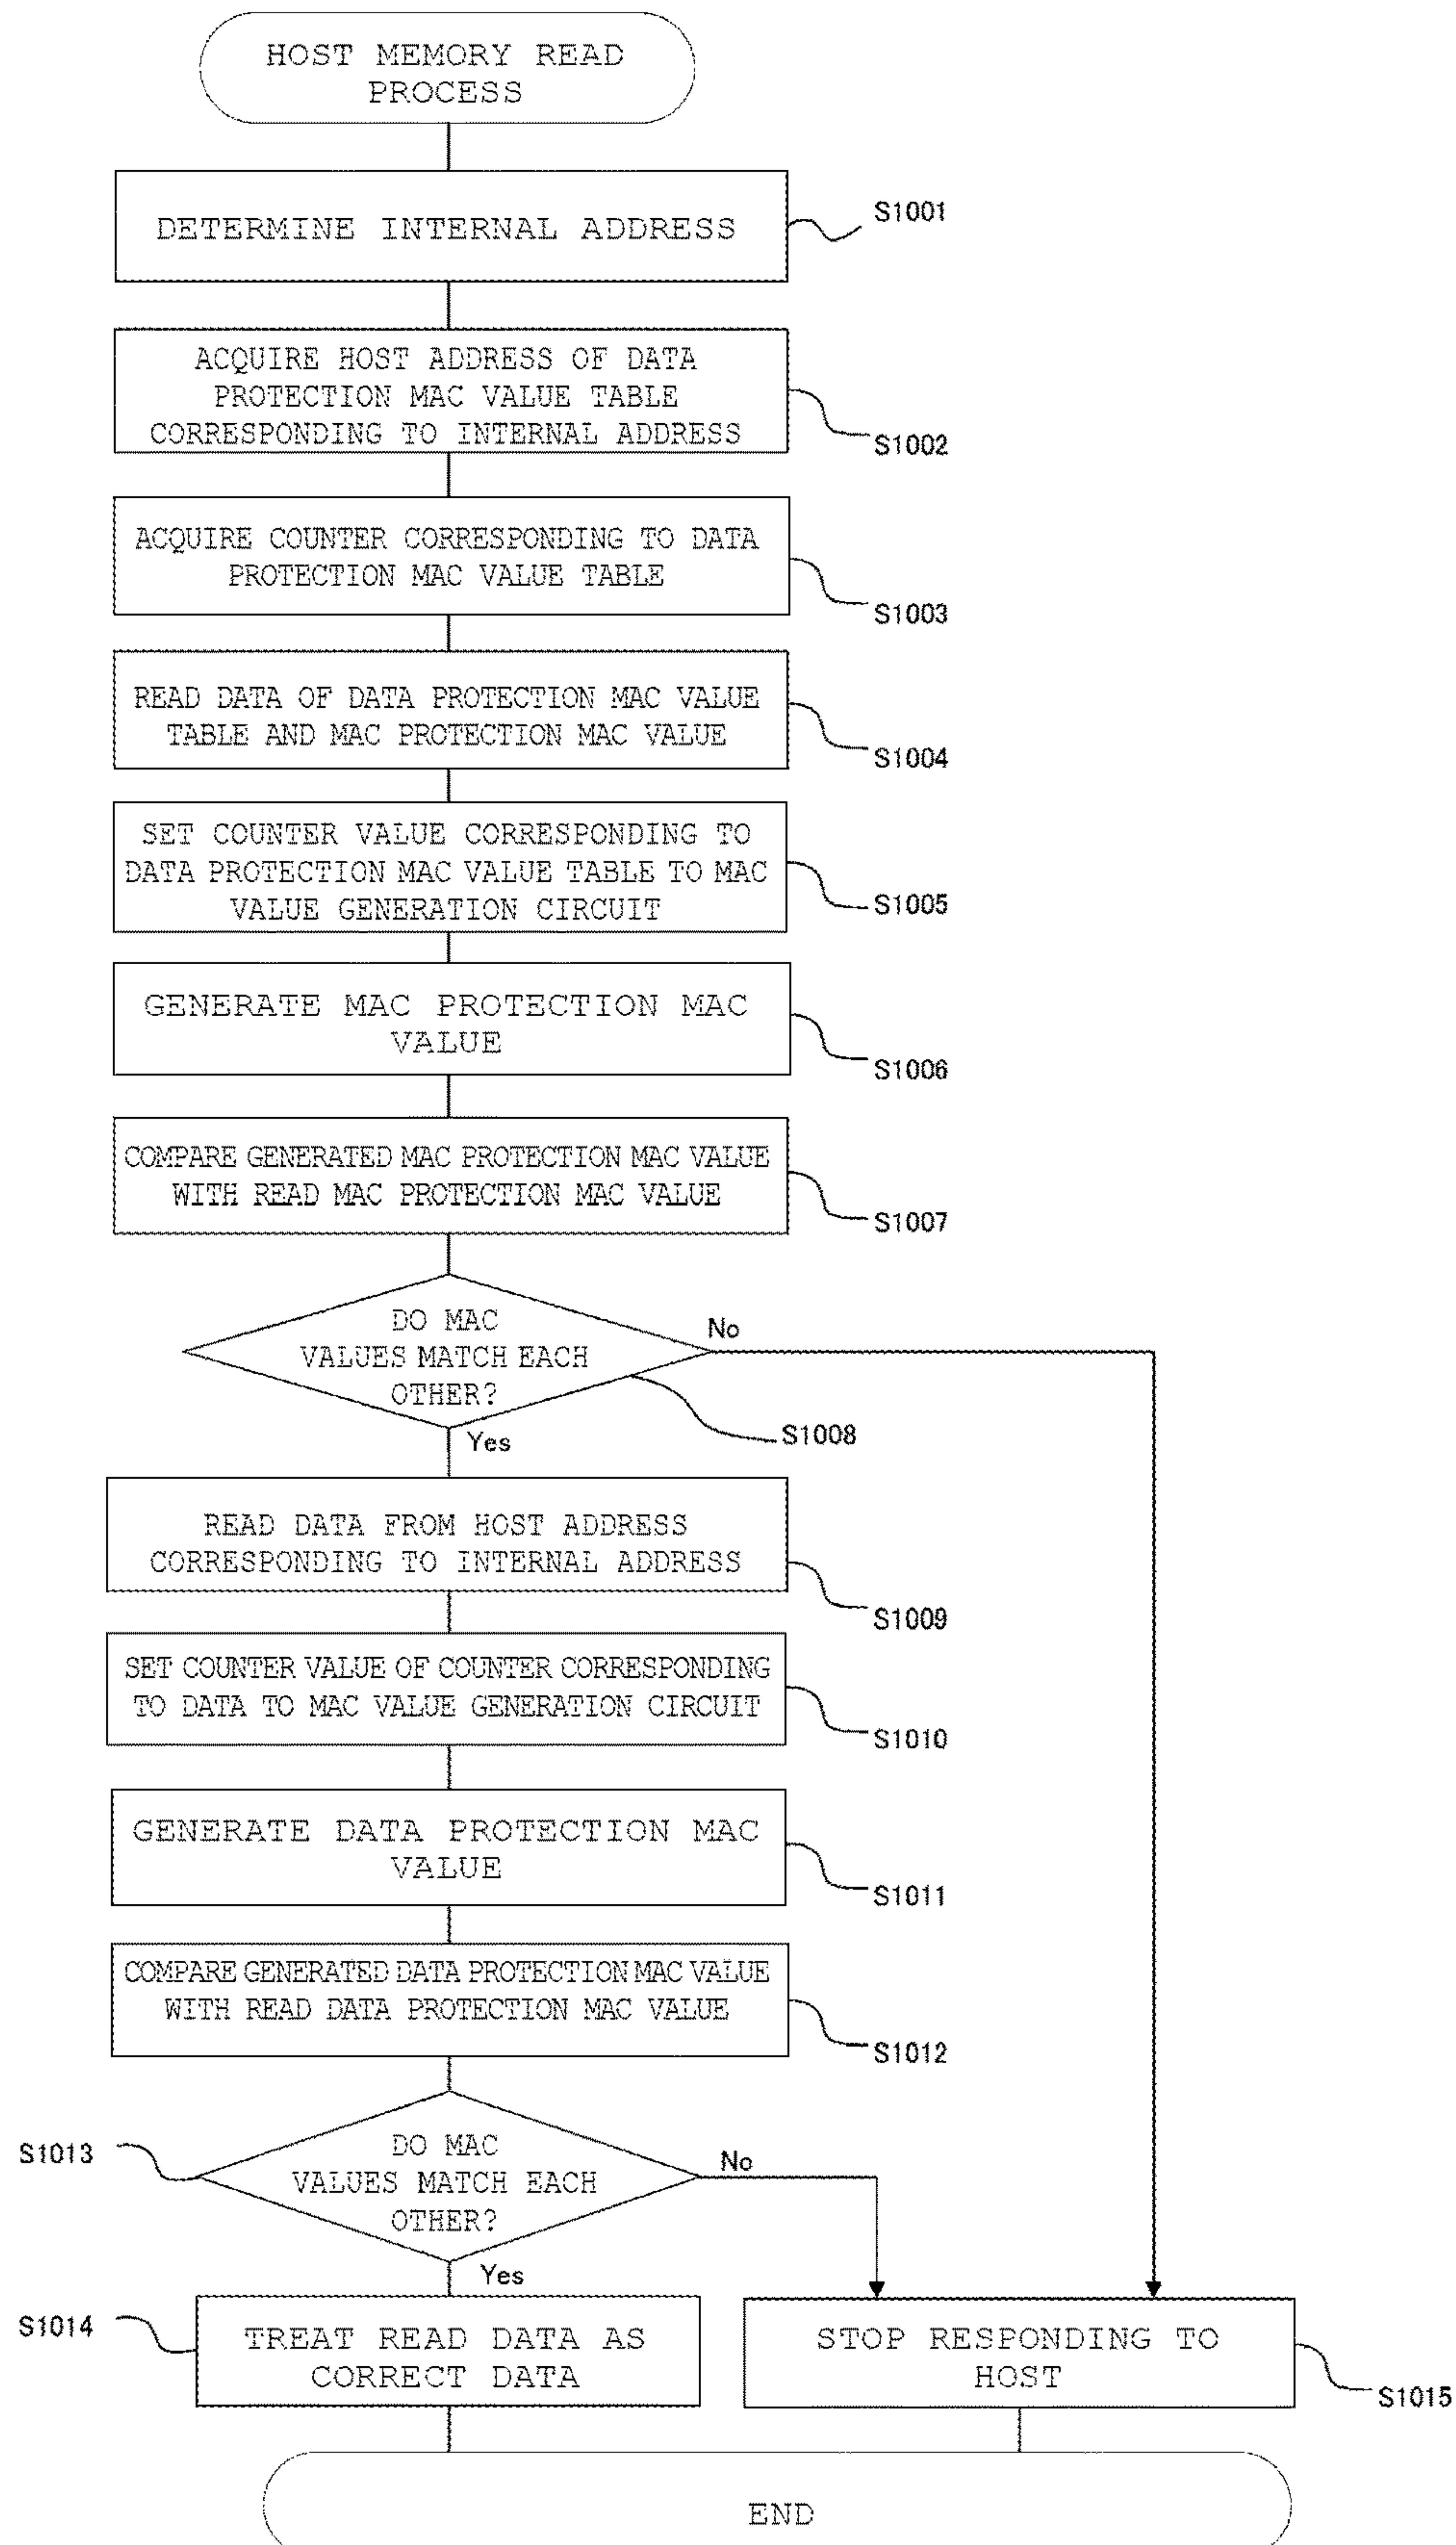 HOST MEMORY READ
PROCESS
DETERMINE INTERNAL ADDRESS
S1001
ACQUIRE HOST ADDRESS OF DATA
PROTECTION MAC VALUE TABLE
CORRESPONDING TO INTERNAL ADDRESS
S1002
ACQUIRE COUNTER CORRESPONDING TO DATA
PROTECTION MAC VALUE TABLE
S1003
READ DATA OF DATA PROTECTION MAC VALUE
TABLE AND MAC PROTECTION MAC VALUE
S1004
SET COUNTER VALUE CORRESPONDING TO
DATA PROTECTION MAC VALUE TABLE TO MAC
VALUE GENERATION CIRCUIT
S1005
GENERATE MAC PROTECTION MAC
VALUE
S1006
COMPARE GENERATED MAC PROTECTION MAC VALUE
WITH READ MAC PROTECTION MAC VALUE
S1007
DO MAC
VALUES MATCH EACH
OTHER?
No
S1008
Yes
READ DATA FROM HOST ADDRESS
CORRESPONDING TO INTERNAL ADDRESS
S1009
SET COUNTER VALUE OF COUNTER CORRESPONDING
TO DATA TO MAC VALUE GENERATION CIRCUIT
S1010
GENERATE DATA PROTECTION MAC
VALUE
S1011
COMPARE GENERATED DATA PROTECTION MAC VALUE
WITH READ DATA PROTECTION MAC VALUE
S1012
S1013
DO MAC
VALUES MATCH EACH
OTHER?
No
Yes
S1014
TREAT READ DATA AS
CORRECT DATA
STOP RESPONDING TO
HOST
S1015
END